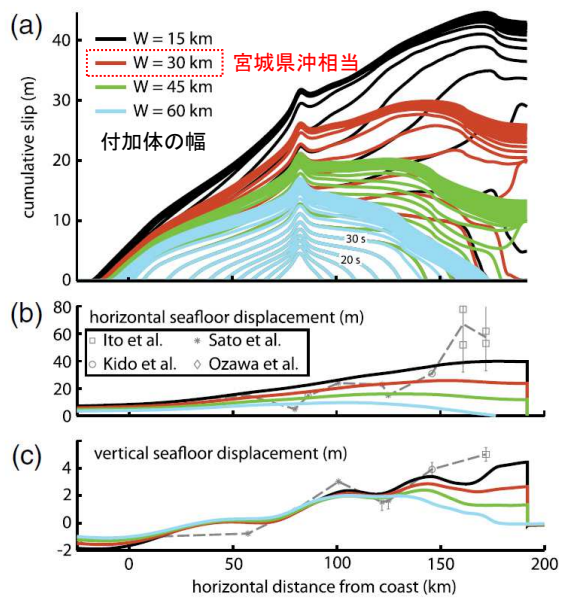 (a)
cumulative slip (m)
40
30
20
10
0
W = 15 km
W = 30 km
宮城県沖相当
W = 45 km
W = 60 km
付加体の幅
30 s
20 s
(b)
80
60
40
20
0
horizontal seafloor displacement (m)
Ito et al.
Sato et al.
Kido et al.
Ozawa et al.
(c)
vertical seafloor displacement (m)
4
2
0
-2
0
50
100
150
200
horizontal distance from coast (km)